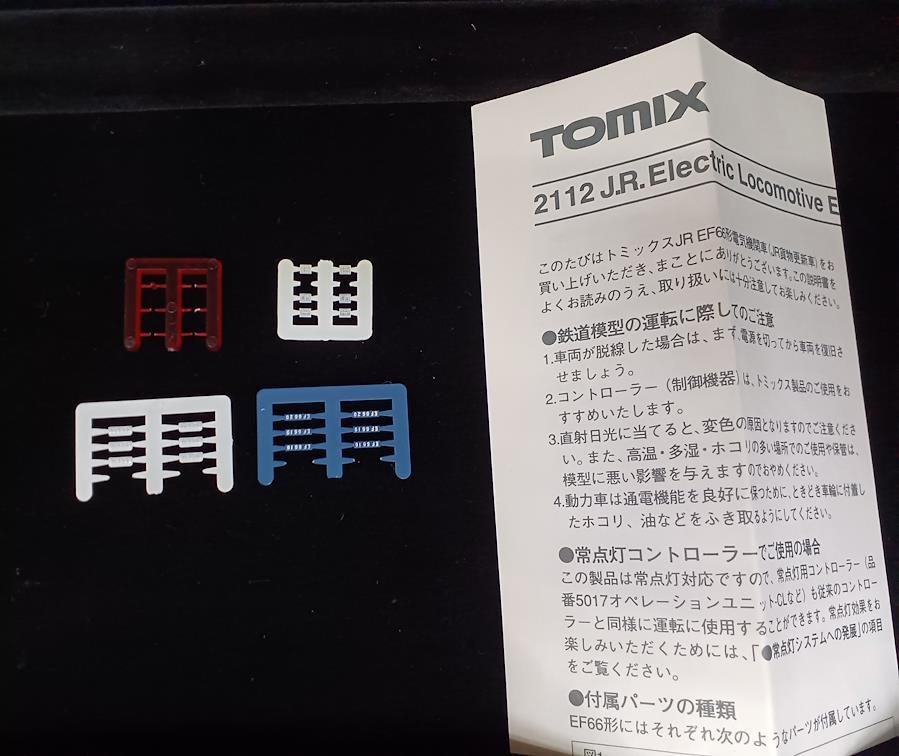 TOMIX
2112 J.R. Electric Locomotive E
このたびはトミックスJR EF66形電気機関車(JR貨物更新車)をお
買い上げいただき、まことにありがとうございます。この説明書を
よくお読みのうえ、取り扱いには十分注意してお楽しみください。
●鉄道模型の運転に際してのご注意
1.車両が脱線した場合は、まず、電源を切ってから車両を復旧さ
せましょう。
2.コントローラー(制御機器)は、トミックス製品のご使用をお
すすめいたします。
3.直射日光に当てると、変色の原因となりますのでご注意くださ
い。また、高温・多湿・ホコリの多い場所でのご使用や保管は、
模型に悪い影響を与えますのでおやめください。
4.動力車は通電機能を良好に保つために、ときどき車輪に付着し
たホコリ、油などをふき取るようにしてください。
●常点灯コントローラーでご使用の場合
この製品は常点灯対応ですので、常点灯用コントローラー(品
番5017オペレーションユニット-CLなど)も従来のコントロー
ラーと同様に運転に使用することができます。常点灯効果をお
楽しみいただくためには、「●常点灯システムへの発展」の項目
をご覧ください。
●付属パーツの種類
EF66形にはそれぞれ次のようなパーツが付属しています。
EF 66 20
EF 66 20
EF 66 19
EF 66 19
EF 66 16
EF 66 16